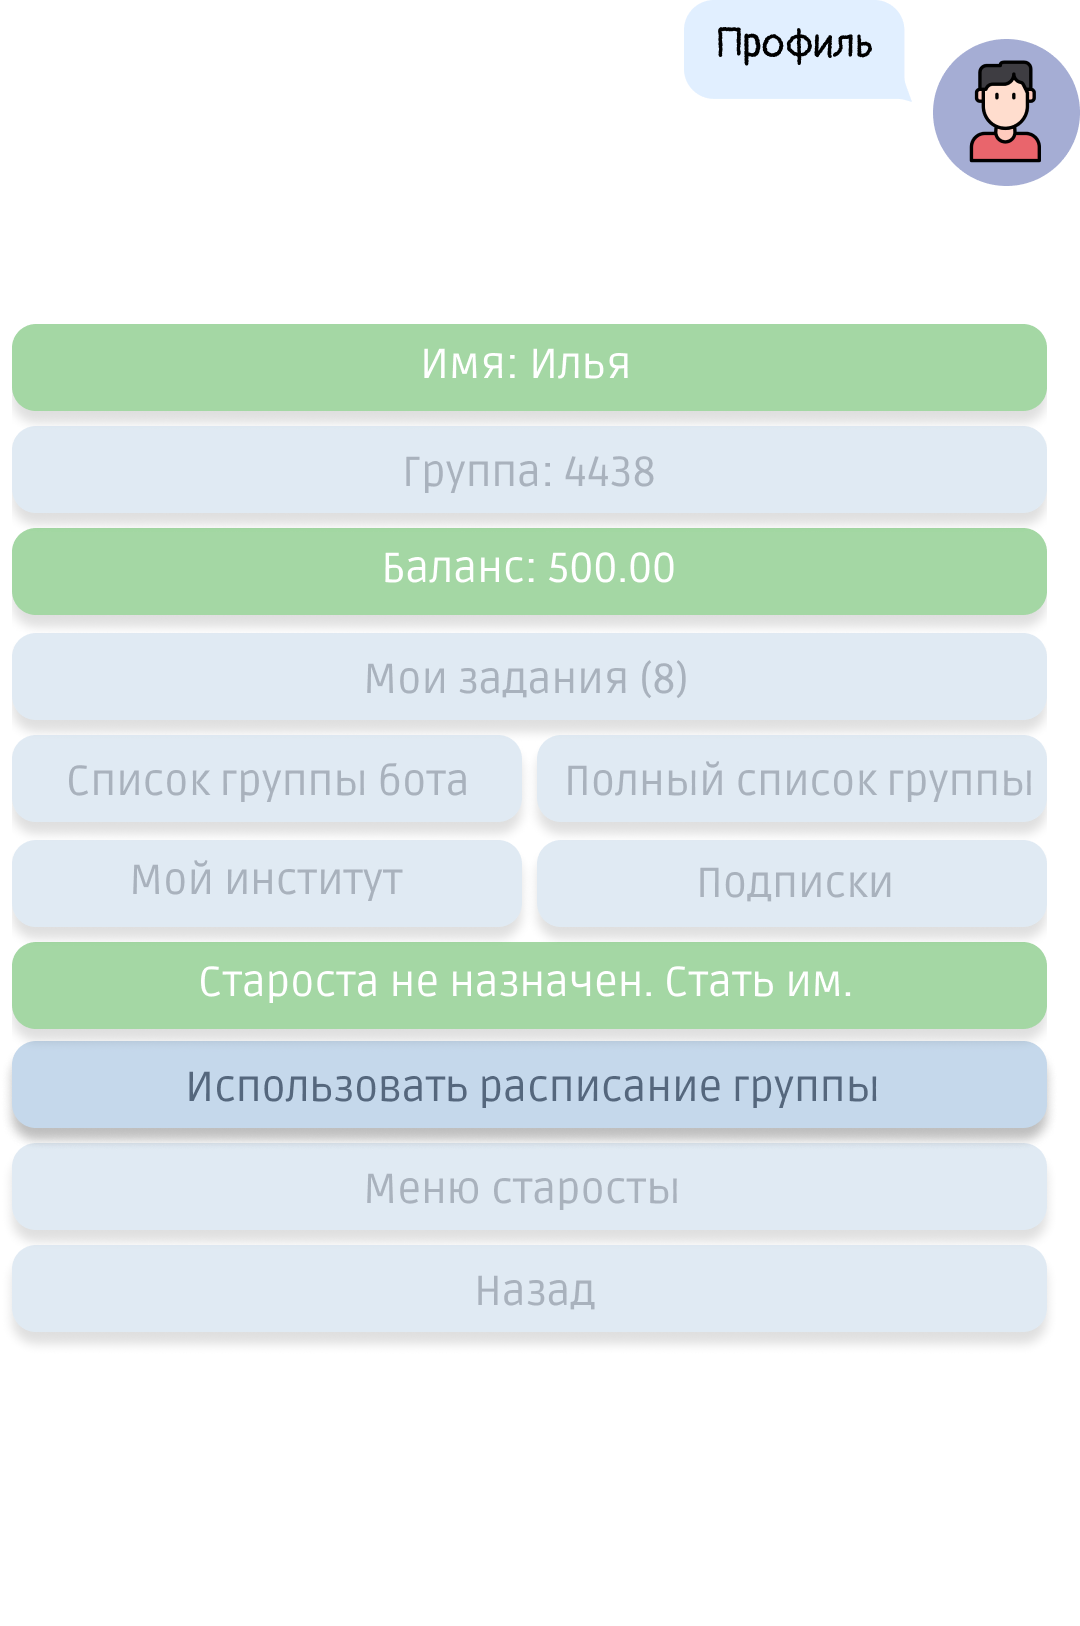 Профиль
Имя: Илья
Группа: 4438
Баланс: 500.00
Мои задания (8)
Список группы бота
Полный список группы
Мой институт
Подписки
Староста не назначен. Стать им.
Использовать расписание группы
Меню старосты
Назад